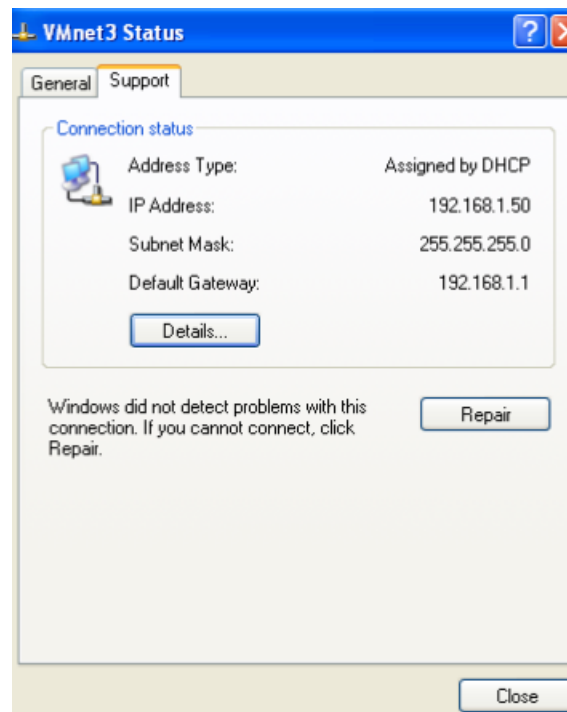 VMnet3 Status
General Support
Connection status
Address Type: Assigned by DHCP
IP Address: 192.168.1.50
Subnet Mask: 255.255.255.0
Default Gateway: 192.168.1.1
Details...
Windows did not detect problems with this
connection. If you cannot connect, click
Repair.
Repair
Close